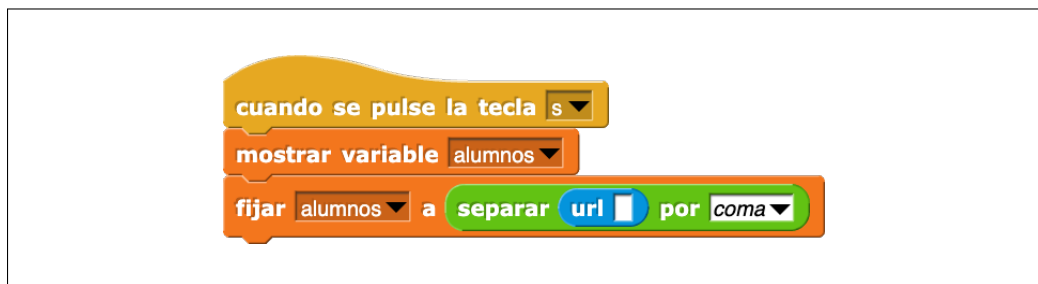 cuando se pulse la tecla s
mostrar variable alumnos
fijar alumnos a separar url por coma